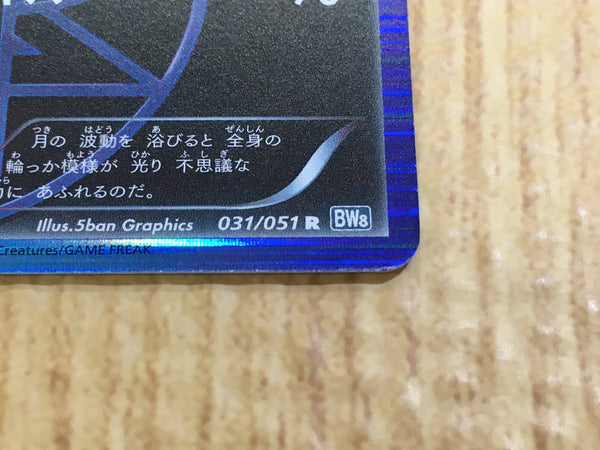 月の 波動を 浴びると 全身の
輪っか模様が 光り 不思議な
に あふれるのだ。
Illus.5ban Graphics 031/051 R BW8
Creatures/GAME FREAK.